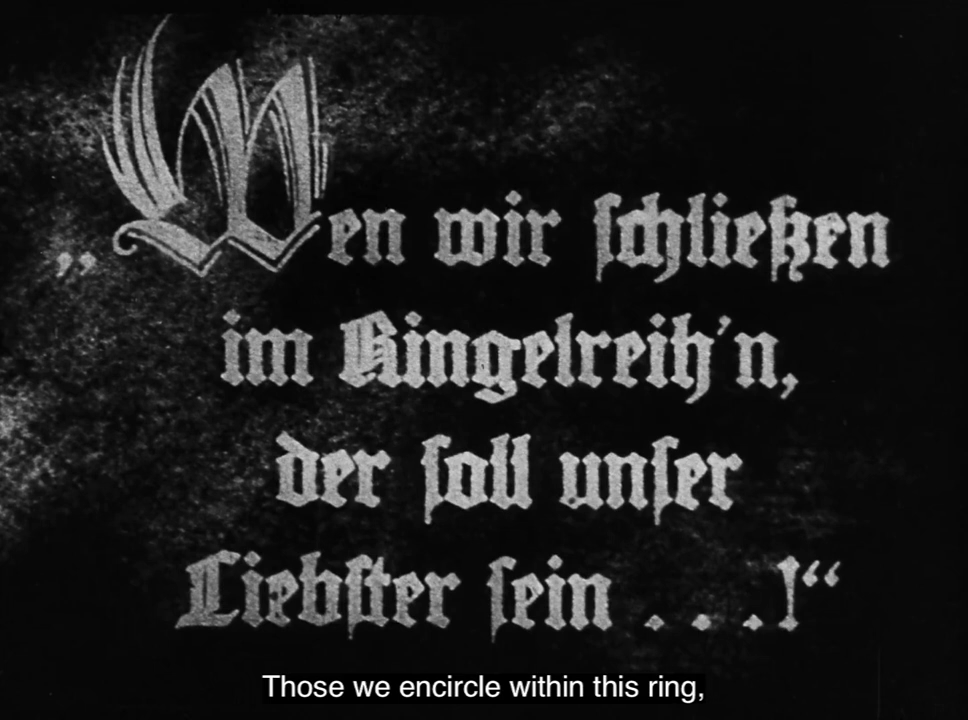 „Wen wir schließen
im Ringelreih'n,
der soll unser
Liebster sein . . .!“
Those we encircle within this ring,